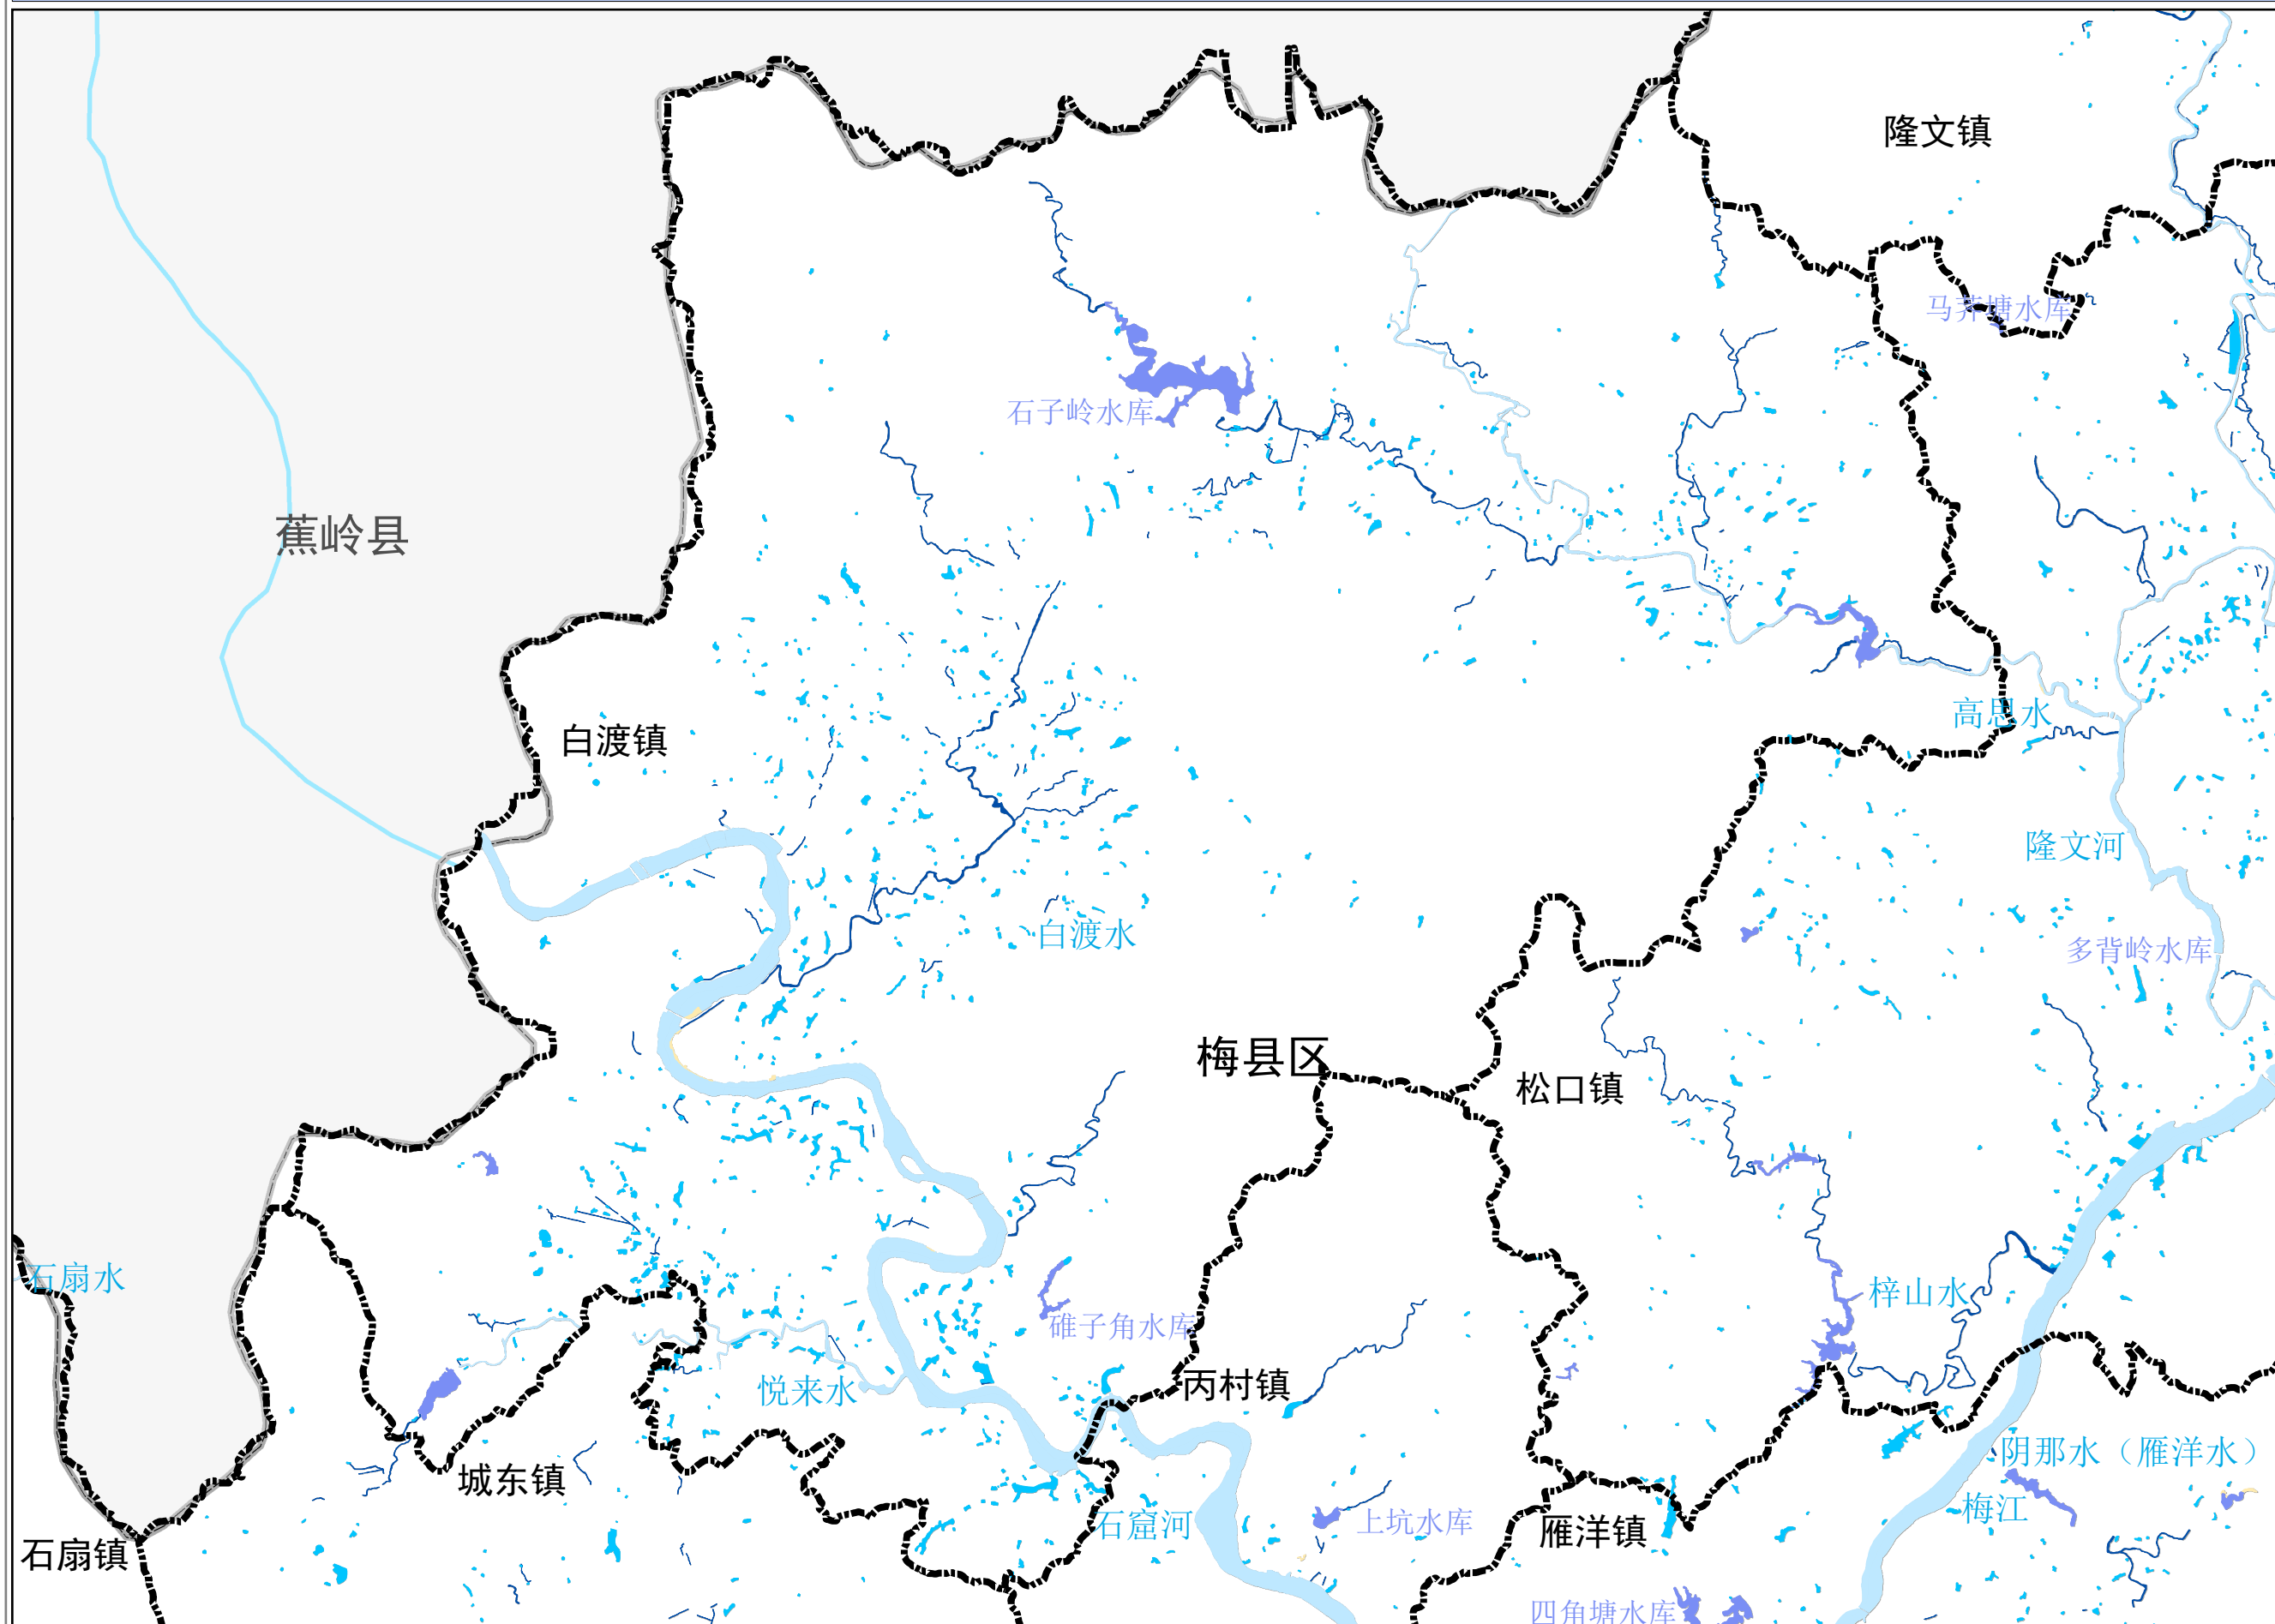 隆文镇
马荠塘水库
石子岭水库
蕉岭县
高思水
白渡镇
隆文河
白渡水
多背岭水库
梅县区
松口镇
石扇水
梓山水
碓子角水库
丙村镇
悦来水
阴那水（雁洋水）
城东镇
梅江
石窟河
上坑水库
雁洋镇
石扇镇
四角塘水库